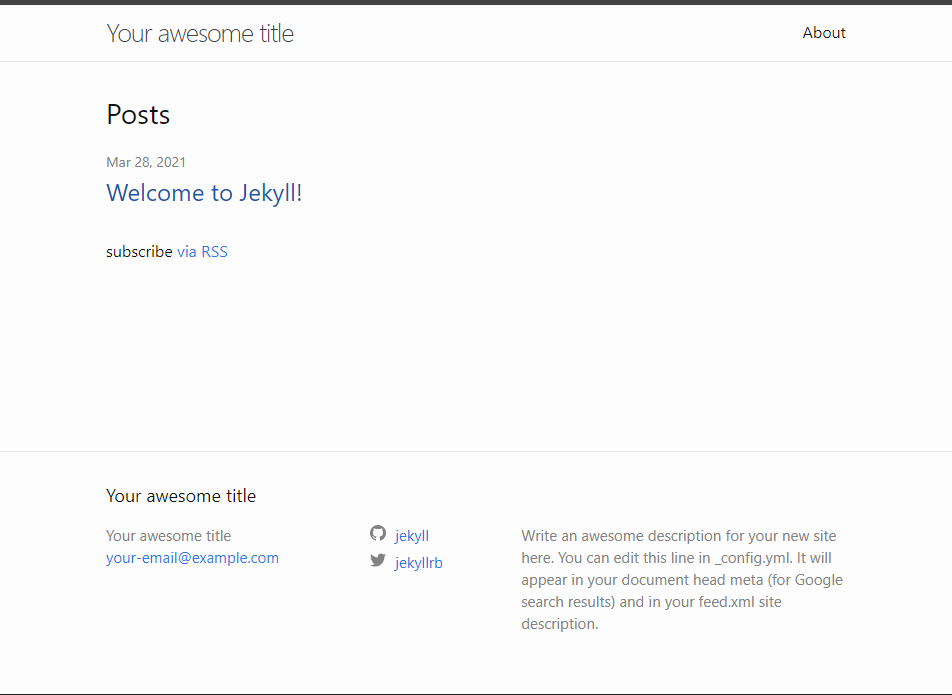 Your awesome title
About
Posts
Mar 28, 2021
Welcome to Jekyll!
subscribe via RSS
Your awesome title
Your awesome title
your-email@example.com
jekyll
jekyllrb
Write an awesome description for your new site
here. You can edit this line in _config.yml. It will
appear in your document head meta (for Google
search results) and in your feed.xml site
description.